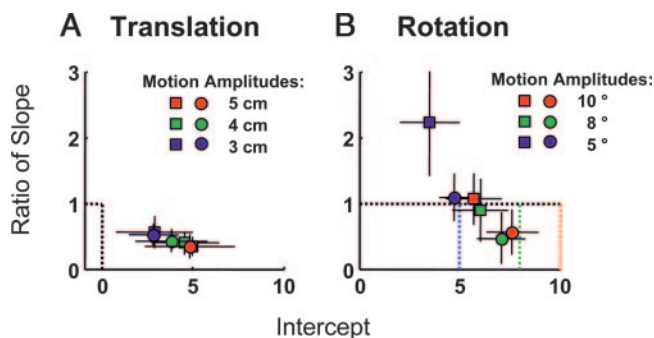 A Translation
B Rotation
Ratio of Slope
3
2
1
0
Motion Amplitudes:
5 cm
4 cm
3 cm
0
5
10
3
2
1
0
Motion Amplitudes:
10 °
8 °
5 °
0
5
10
Intercept